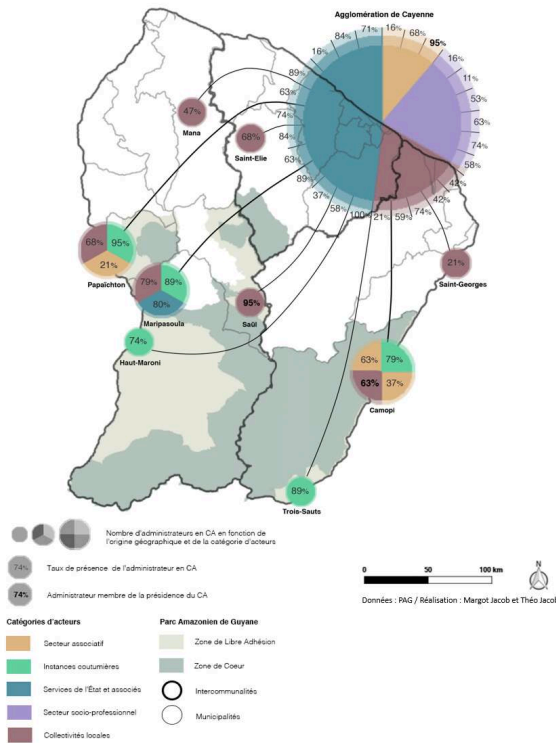 Agglomération de Cayenne
16%
68%
95%
16%
11%
53%
63%
74%
58%
42%
42%
74%
59%
21%
100%
58%
37%
89%
63%
84%
74%
63%
89%
16%
84%
71%
47%
Mana
68%
Saint-Elie
68%
95%
21%
Papaïchton
79%
89%
80%
Maripasoula
95%
Saül
21%
Saint-Georges
74%
Haut-Maroni
63%
79%
63%
37%
Camopi
89%
Trois-Sauts
Nombre d'administrateurs en CA en fonction de
l'origine géographique et de la catégorie d'acteurs
74% Taux de présence de l'administrateur en CA
74% Administrateur membre de la présidence du CA
0 50 100 km
N
Données : PAG / Réalisation : Margot Jacob et Théo Jacob
Catégories d'acteurs
Secteur associatif
Instances coutumières
Services de l'État et associés
Secteur socio-professionnel
Collectivités locales
Parc Amazonien de Guyane
Zone de Libre Adhésion
Zone de Coeur
Intercommunalités
Municipalités